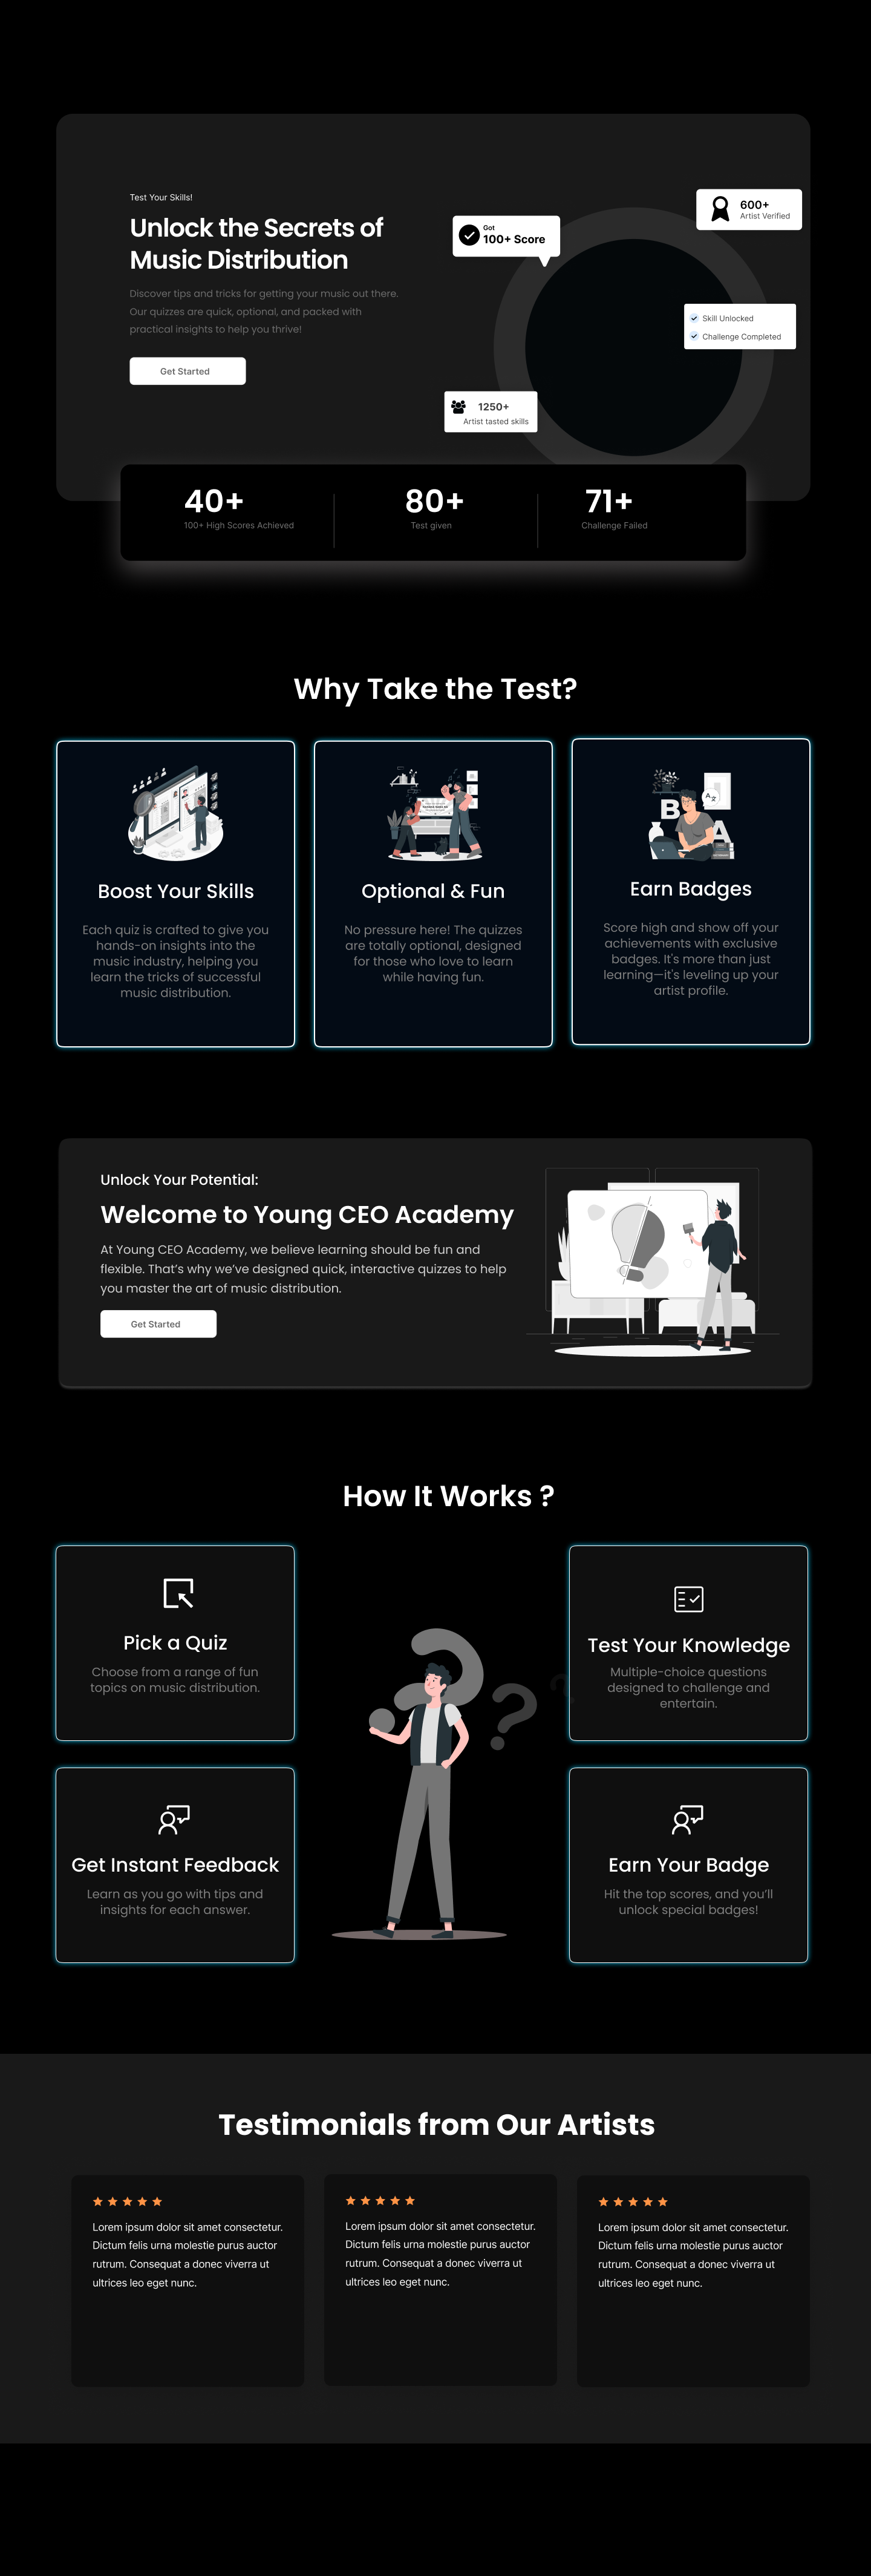 Test Your Skills!
Unlock the Secrets of
Music Distribution
Discover tips and tricks for getting your music out there.
Our quizzes are quick, optional, and packed with
practical insights to help you thrive!
Get Started
Got
100+ Score
600+
Artist Verified
Skill Unlocked
Challenge Completed
1250+
Artist tasted skills
40+
100+ High Scores Achieved
80+
Test given
71+
Challenge Failed
Why Take the Test?
Boost Your Skills
Each quiz is crafted to give you
hands-on insights into the
music industry, helping you
learn the tricks of successful
music distribution.
Optional & Fun
No pressure here! The quizzes
are totally optional, designed
for those who love to learn
while having fun.
B
A
Earn Badges
Score high and show off your
achievements with exclusive
badges. It's more than just
learning—it's leveling up your
artist profile.
Unlock Your Potential:
Welcome to Young CEO Academy
At Young CEO Academy, we believe learning should be fun and
flexible. That's why we've designed quick, interactive quizzes to help
you master the art of music distribution.
Get Started
How It Works ?
Pick a Quiz
Choose from a range of fun
topics on music distribution.
Test Your Knowledge
Multiple-choice questions
designed to challenge and
entertain.
Get Instant Feedback
Learn as you go with tips and
insights for each answer.
Earn Your Badge
Hit the top scores, and you'll
unlock special badges!
Testimonials from Our Artists
Lorem ipsum dolor sit amet consectetur.
Dictum felis urna molestie purus auctor
rutrum. Consequat a donec viverra ut
ultrices leo eget nunc.
Lorem ipsum dolor sit amet consectetur.
Dictum felis urna molestie purus auctor
rutrum. Consequat a donec viverra ut
ultrices leo eget nunc.
Lorem ipsum dolor sit amet consectetur.
Dictum felis urna molestie purus auctor
rutrum. Consequat a donec viverra ut
ultrices leo eget nunc.